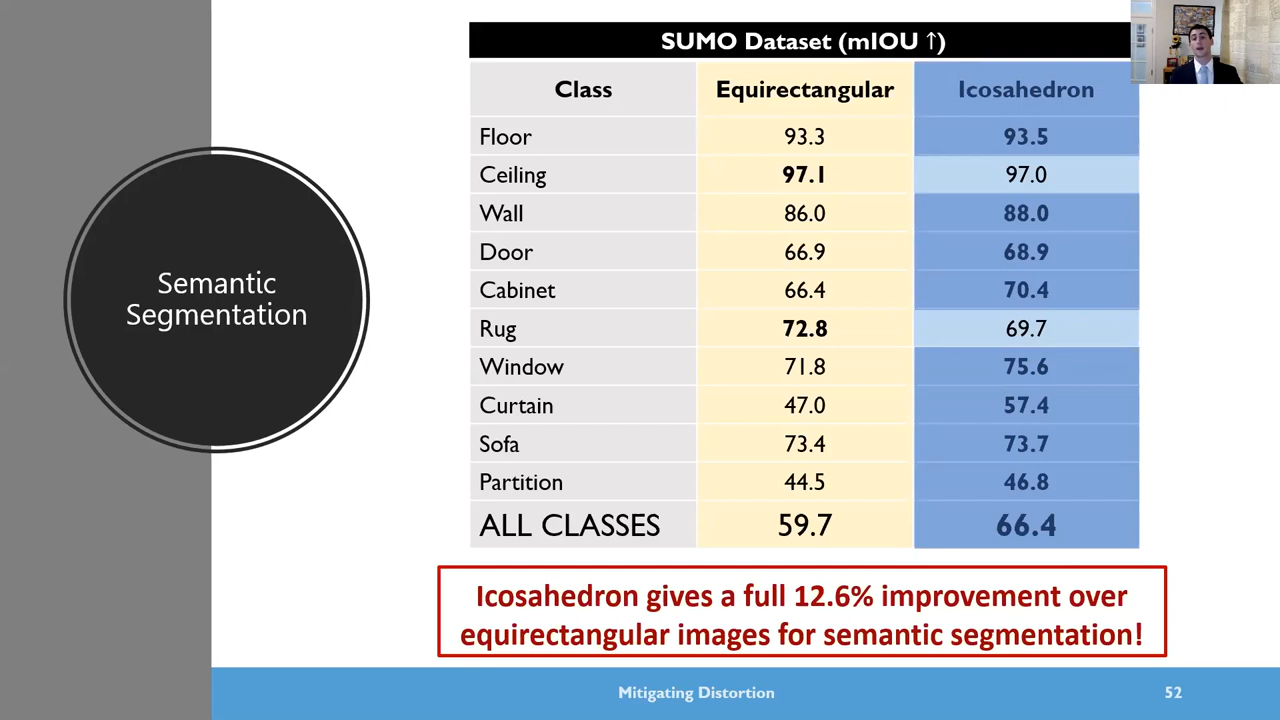 SUMO Dataset (mIOU ↑)
Class Equirectangular Icosahedron
Floor 93.3 93.5
Ceiling 97.1 97.0
Wall 86.0 88.0
Door 66.9 68.9
Cabinet 66.4 70.4
Rug 72.8 69.7
Window 71.8 75.6
Curtain 47.0 57.4
Sofa 73.4 73.7
Partition 44.5 46.8
ALL CLASSES 59.7 66.4
Semantic
Segmentation
Icosahedron gives a full 12.6% improvement over
equirectangular images for semantic segmentation!
Mitigating Distortion 52